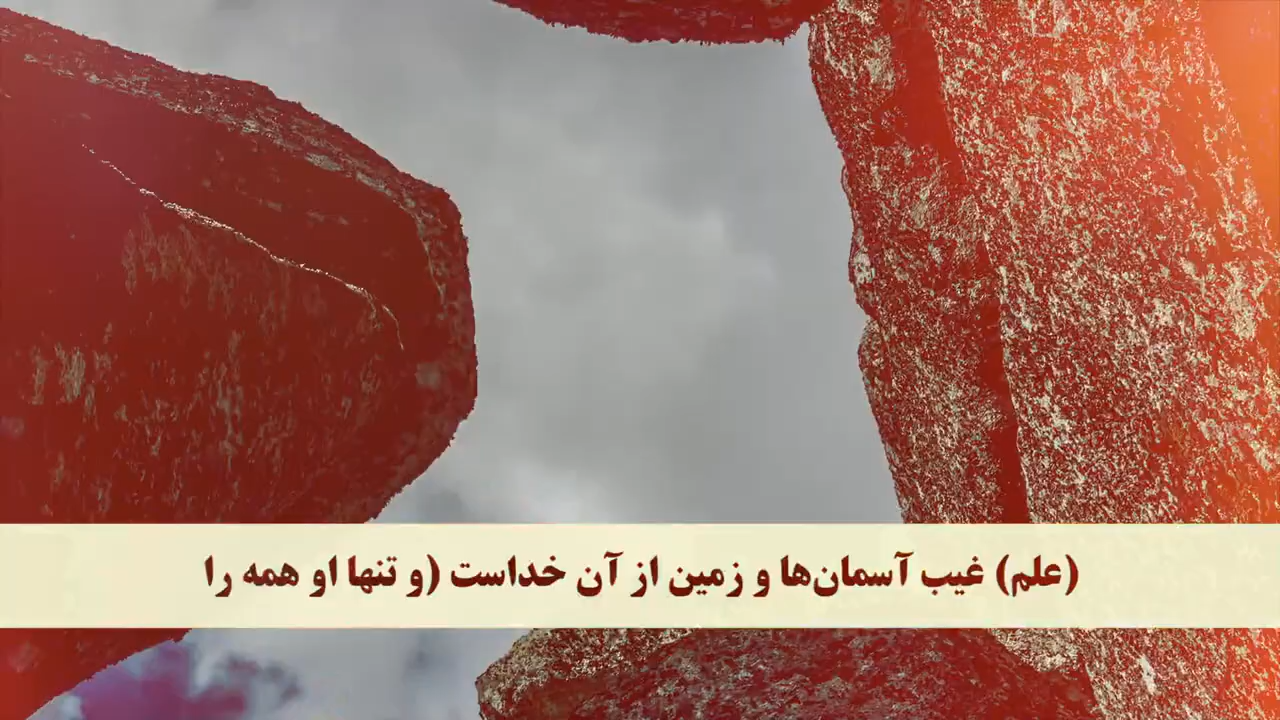 (علم) غیب آسمان‌ها و زمین از آن خداست (و تنها او همه را